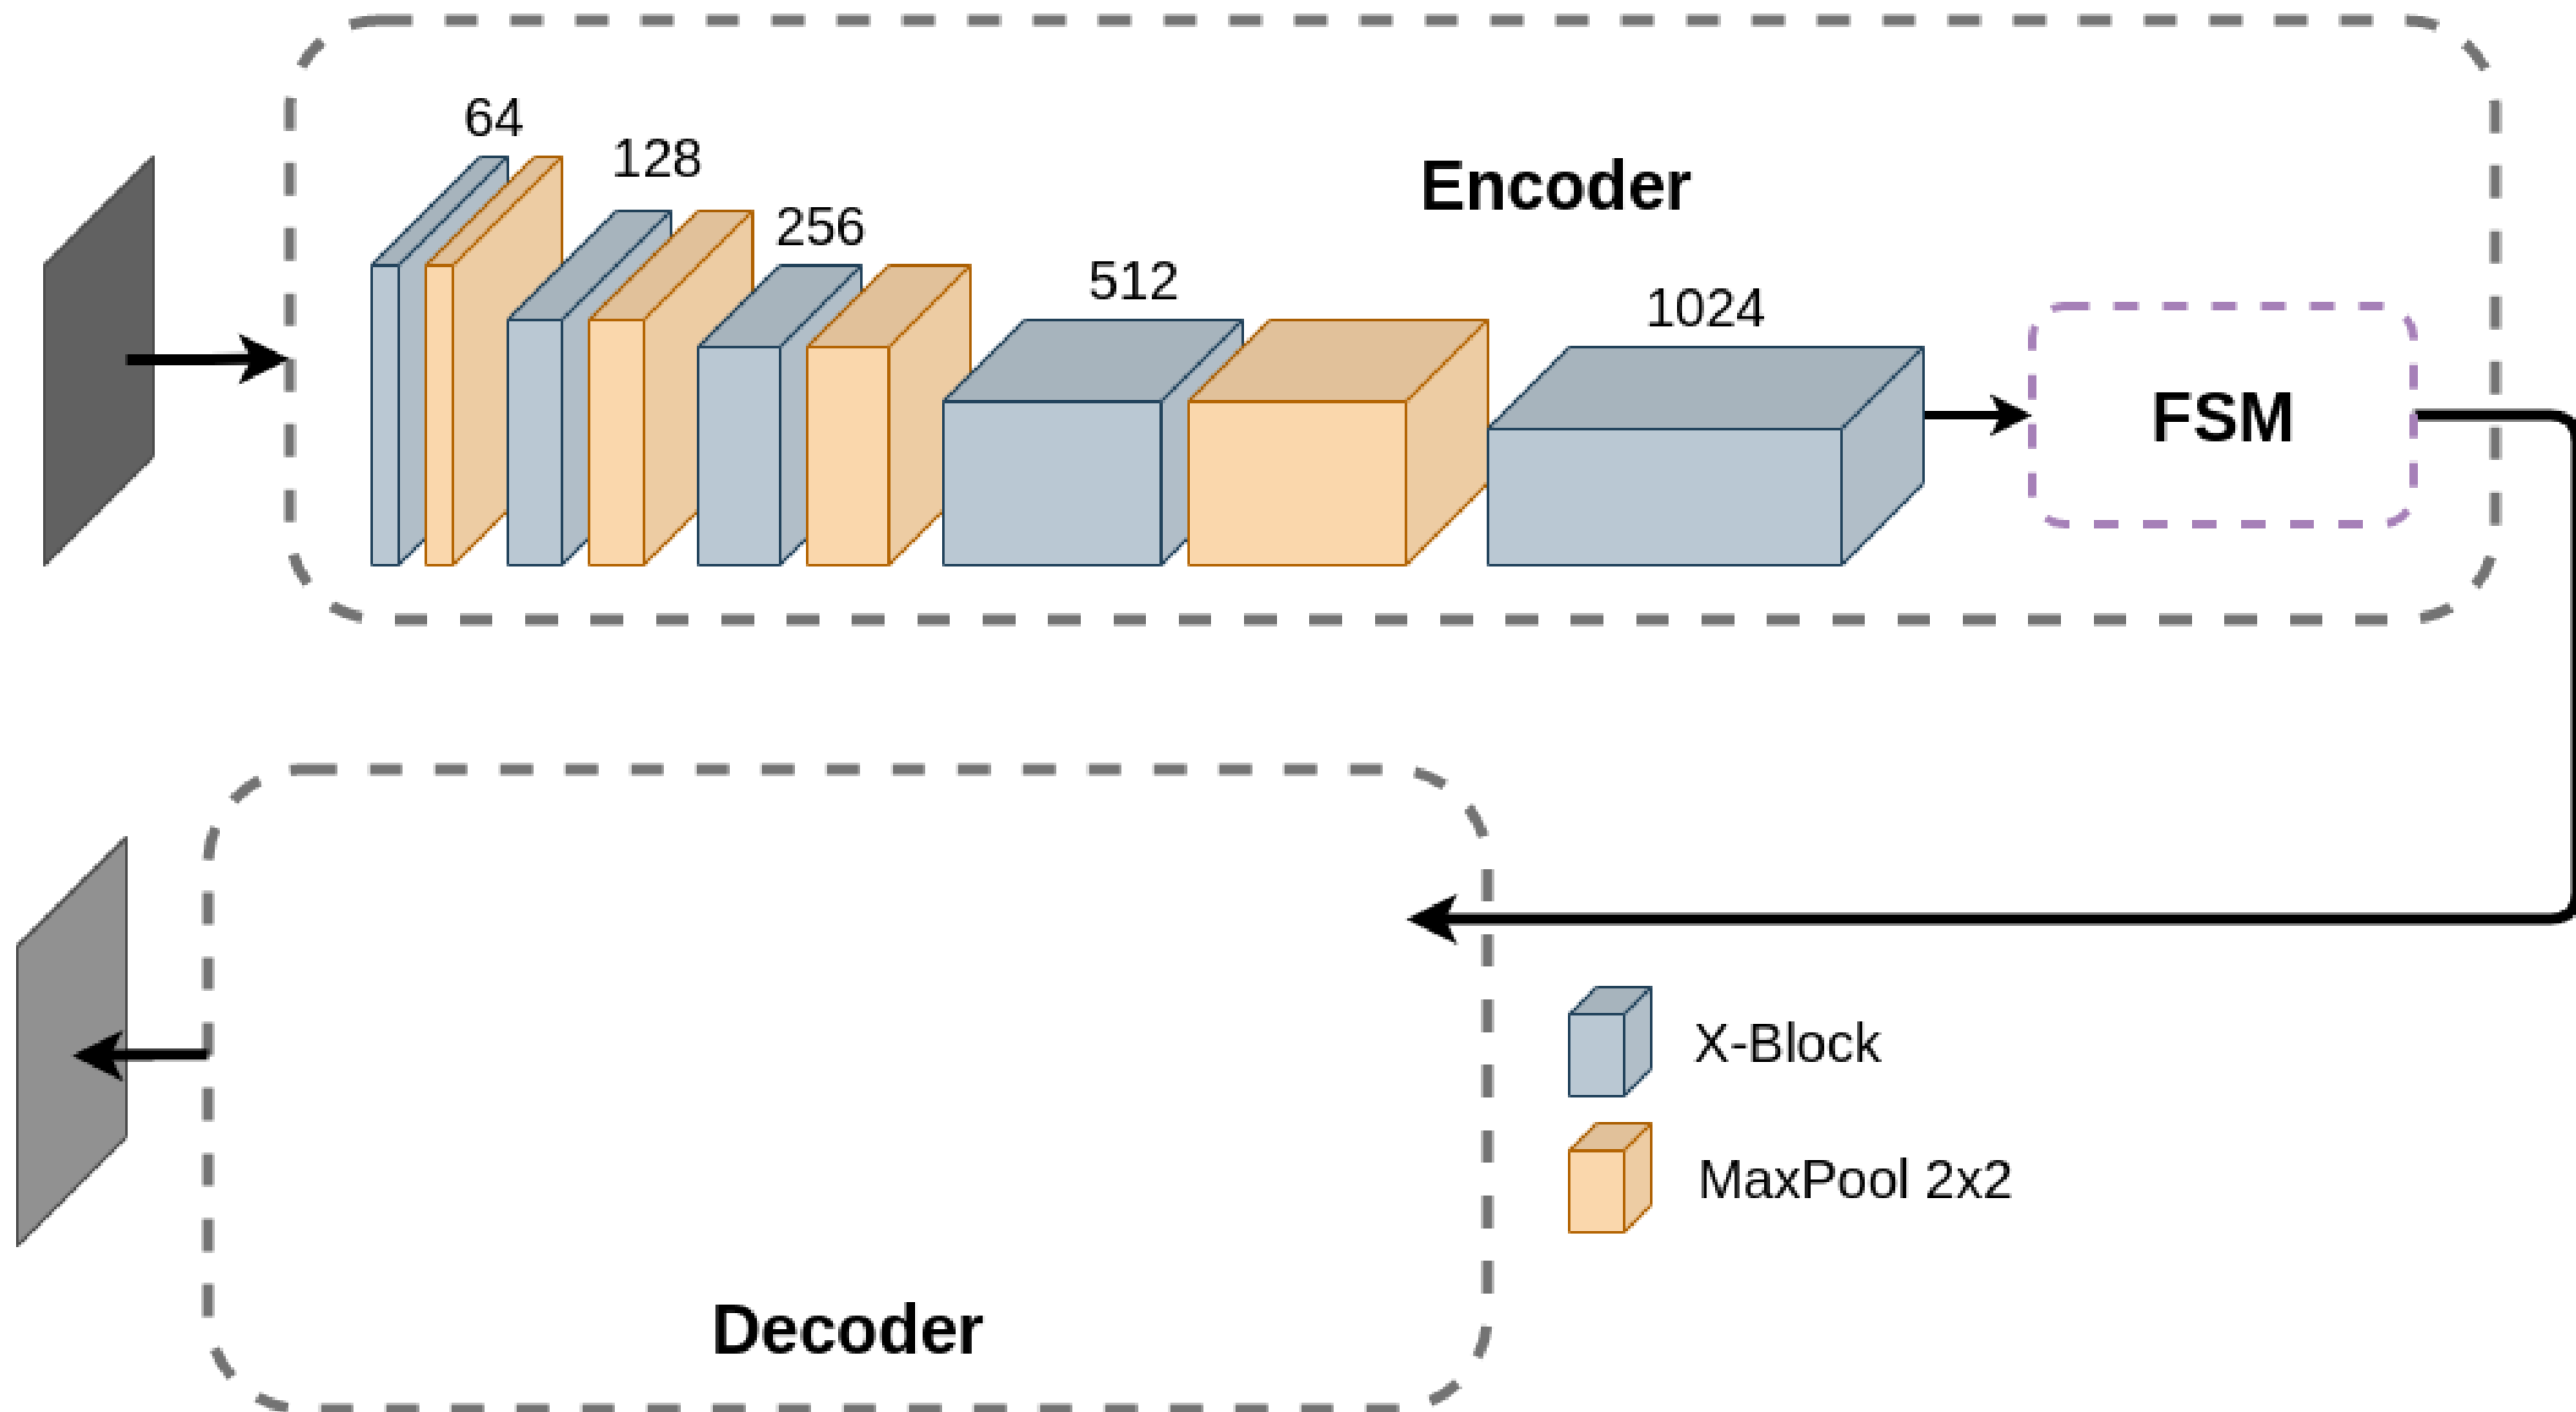 64
128
256
512
1024
Encoder
FSM
X-Block
MaxPool 2x2
Decoder